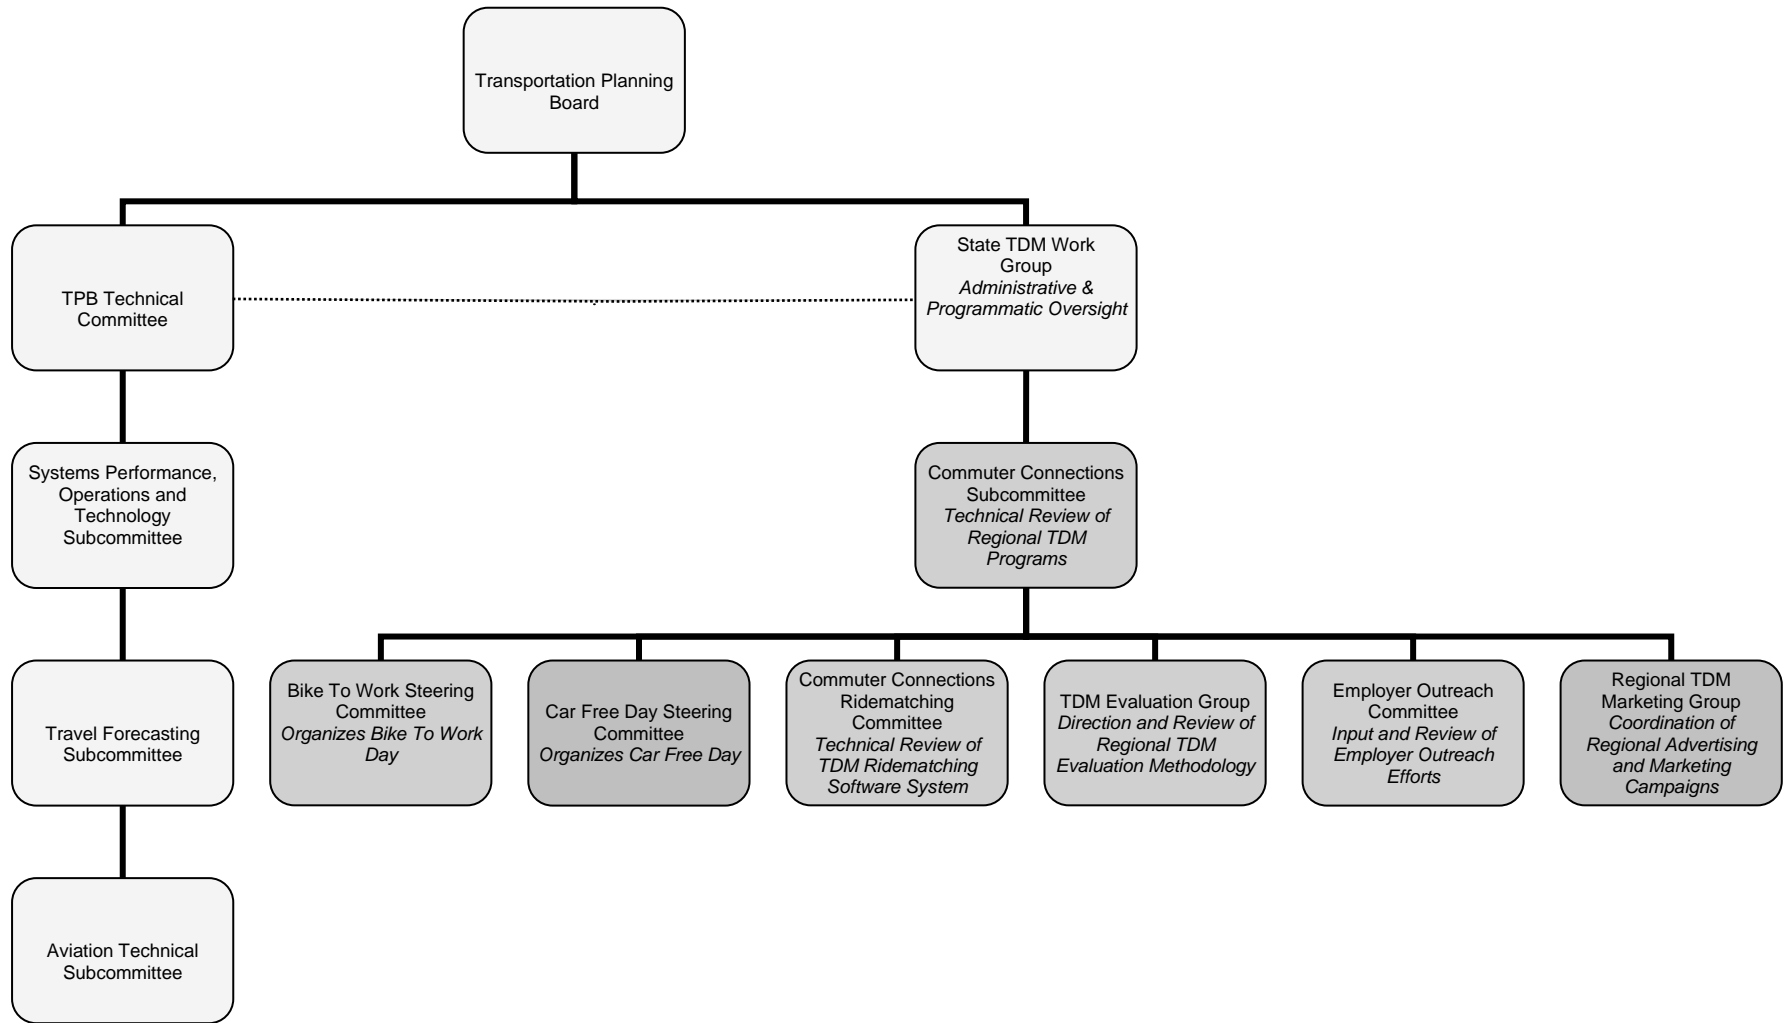 Transportation Planning
Board
TPB Technical
Committee
State TDM Work
Group
Administrative &
Programmatic Oversight
Systems Performance,
Operations and
Technology
Subcommittee
Commuter Connections
Subcommittee
Technical Review of
Regional TDM
Programs
Travel Forecasting
Subcommittee
Bike To Work Steering
Committee
Organizes Bike To Work
Day
Car Free Day Steering
Committee
Organizes Car Free Day
Commuter Connections
Ridematching
Committee
Technical Review of
TDM Ridematching
Software System
TDM Evaluation Group
Direction and Review of
Regional TDM
Evaluation Methodology
Employer Outreach
Committee
Input and Review of
Employer Outreach
Efforts
Regional TDM
Marketing Group
Coordination of
Regional Advertising
and Marketing
Campaigns
Aviation Technical
Subcommittee